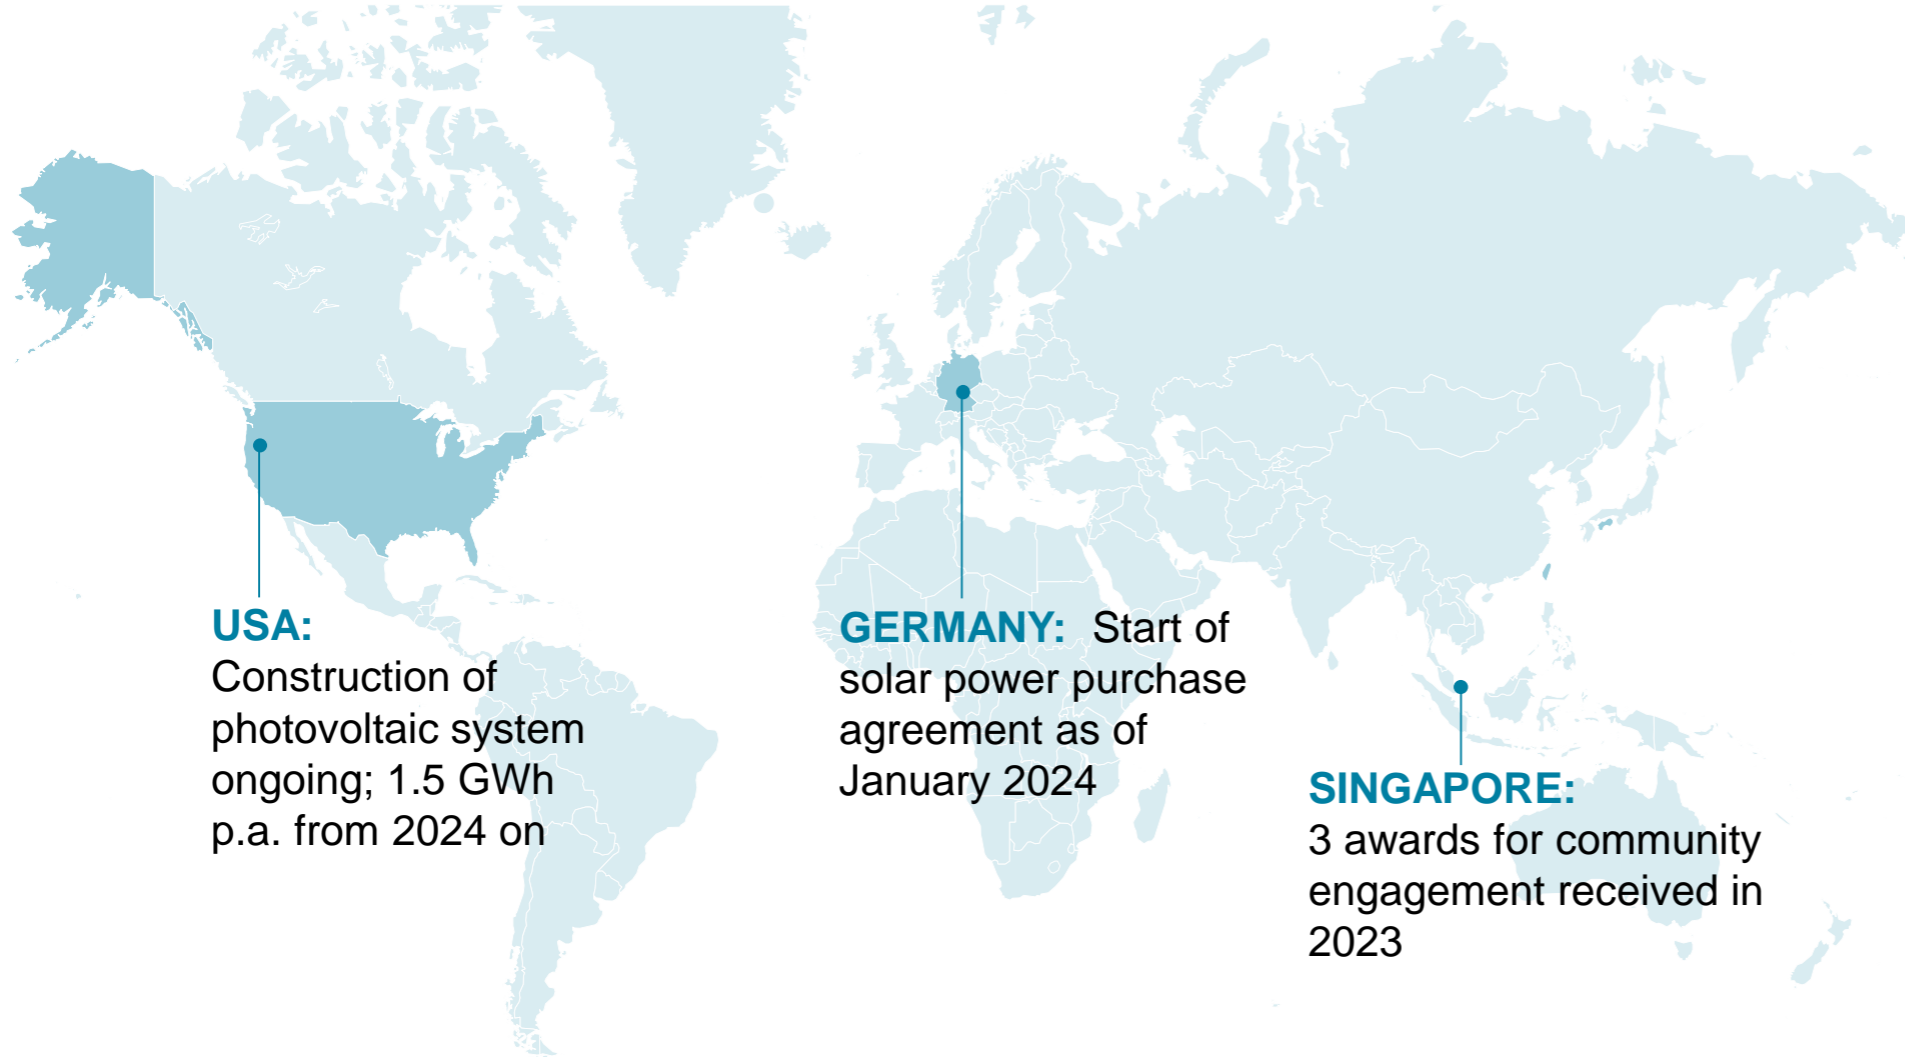 USA:
Construction of
photovoltaic system
ongoing; 1.5 GWh
p.a. from 2024 on
GERMANY: Start of
solar power purchase
agreement as of
January 2024
SINGAPORE:
3 awards for community
engagement received in
2023